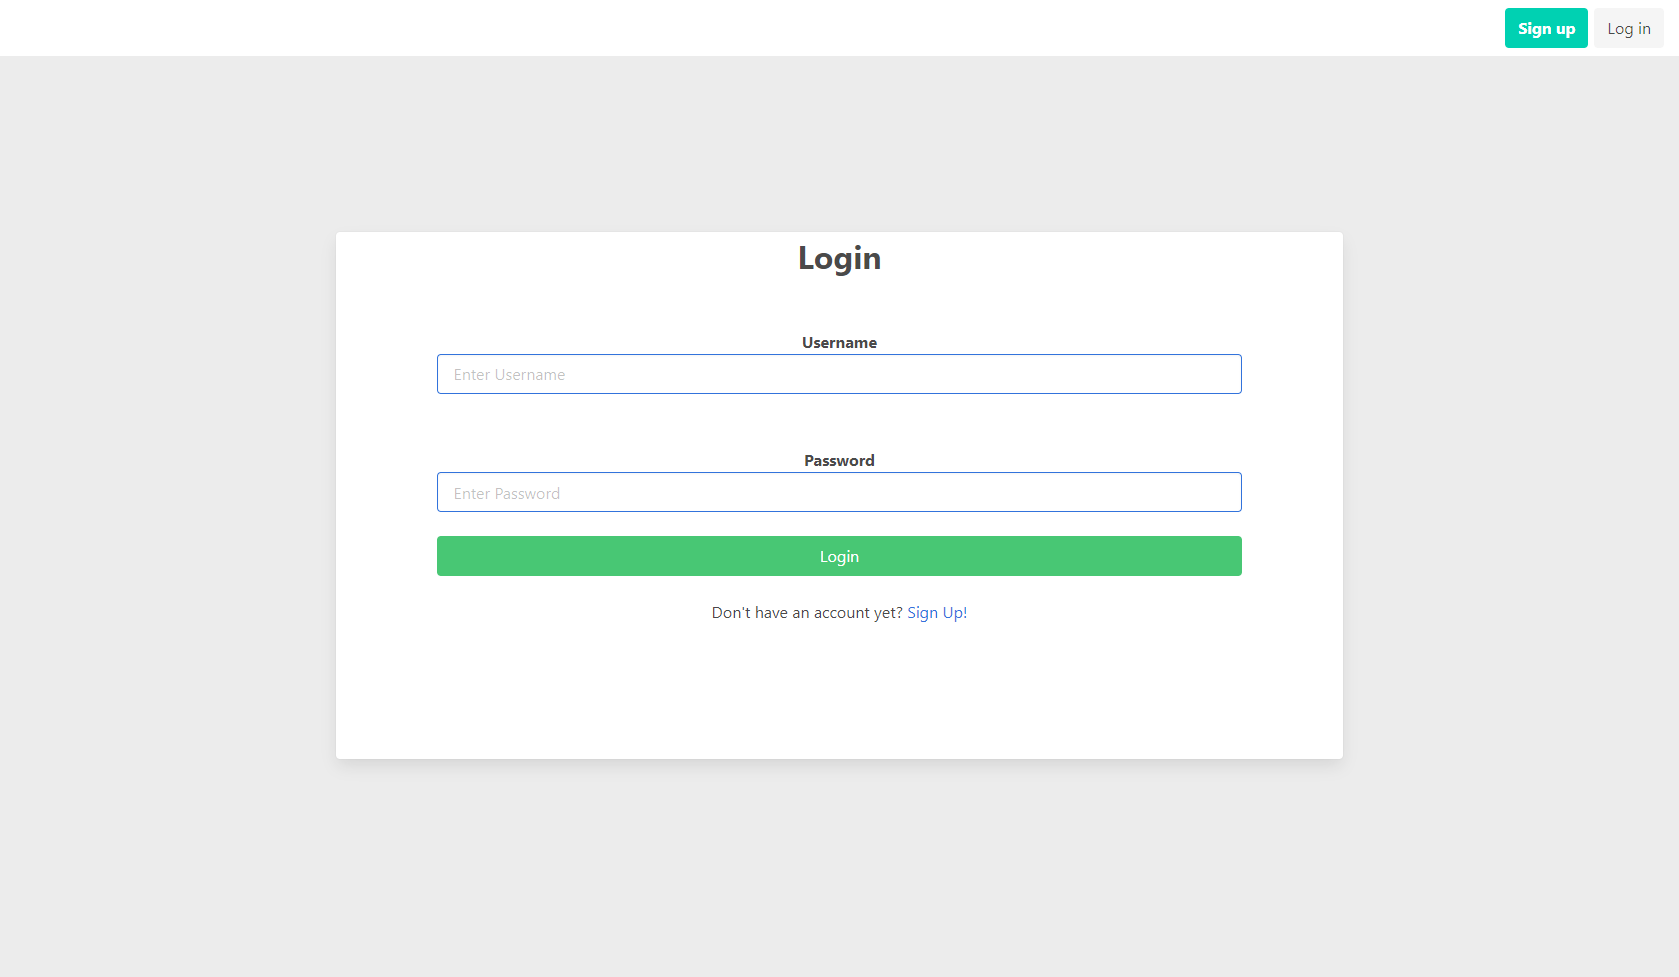 Sign up
Log in
Login
Username
Enter Username
Password
Enter Password
Login
Don't have an account yet? Sign Up!